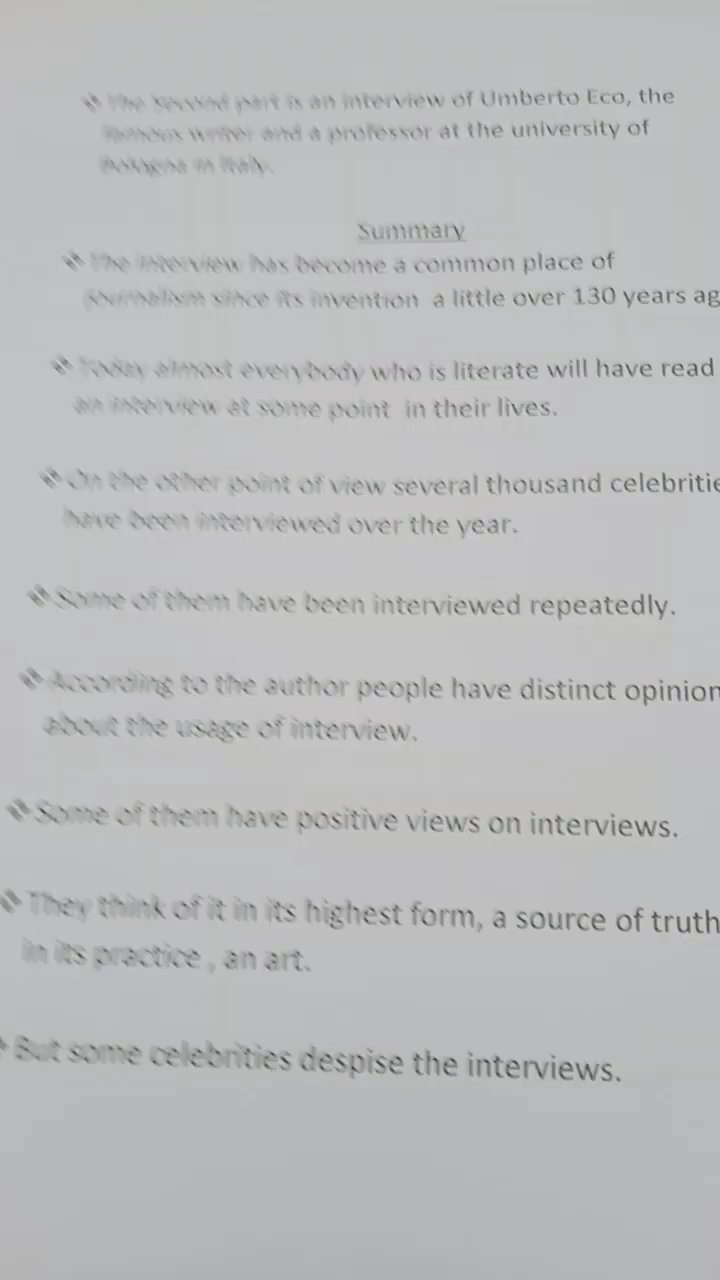 ❖ The Second part is an interview of Umberto Eco, the
famous writer and a professor at the university of
Bologna in Italy.
Summary
❖ The interview has become a common place of
journalism since its invention a little over 130 years ag
❖ Today almost everybody who is literate will have read
an interview at some point in their lives.
❖ On the other point of view several thousand celebritie
have been interviewed over the year.
❖ Some of them have been interviewed repeatedly.
❖ According to the author people have distinct opinion
about the usage of interview.
❖ Some of them have positive views on interviews.
❖ They think of it in its highest form, a source of truth
in its practice , an art.
❖ But some celebrities despise the interviews.